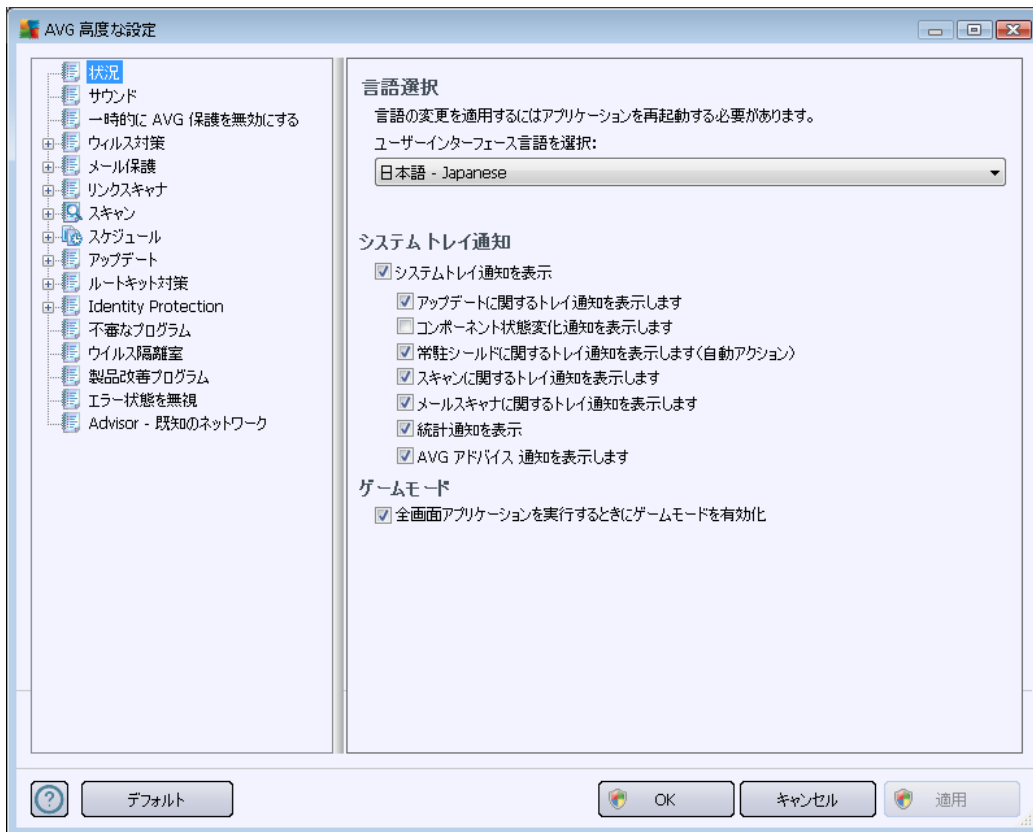 AVG 高度な設定
状況
サウンド
一時的に AVG 保護を無効にする
ウィルス対策
メール保護
リンクスキャナ
スキャン
スケジュール
アップデート
ルートキット対策
Identity Protection
不審なプログラム
ウイルス隔離室
製品改善プログラム
エラー状態を無視
Advisor - 既知のネットワーク
言語選択
言語の変更を適用するにはアプリケーションを再起動する必要があります。
ユーザーインターフェース言語を選択:
日本語 - Japanese
システム トレイ通知
システムトレイ通知を表示
アップデートに関するトレイ通知を表示します
コンポーネント状態変化通知を表示します
常駐シールドに関するトレイ通知を表示します(自動アクション)
スキャンに関するトレイ通知を表示します
メールスキャナに関するトレイ通知を表示します
統計通知を表示
AVG アドバイス 通知を表示します
ゲームモード
全画面アプリケーションを実行するときにゲームモードを有効化
? デフォルト OK キャンセル 適用